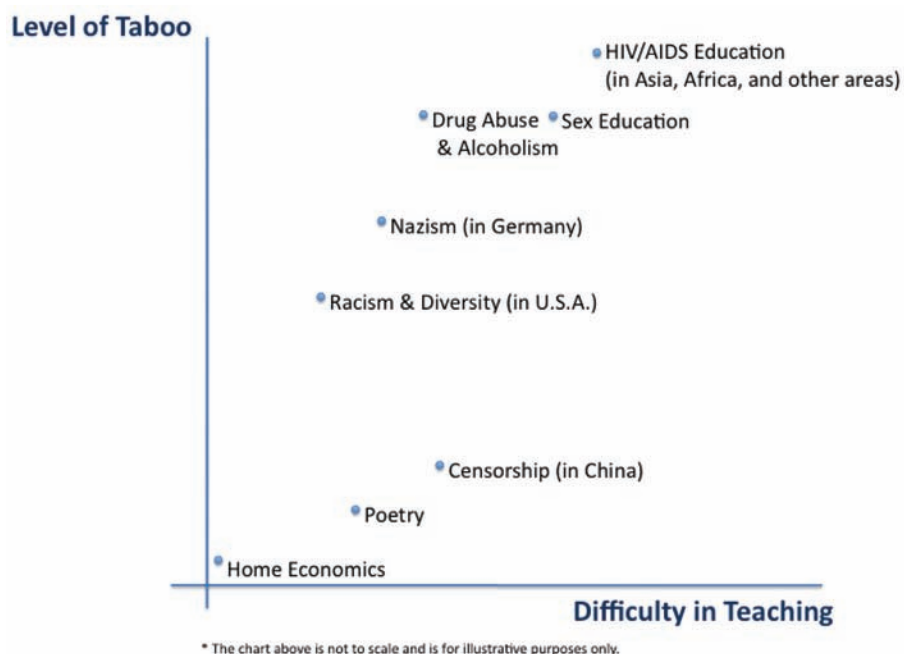 Level of Taboo
HIV/AIDS Education
(in Asia, Africa, and other areas)
Drug Abuse
& Alcoholism
Sex Education
Nazism (in Germany)
Racism & Diversity (in U.S.A.)
Censorship (in China)
Poetry
Home Economics
Difficulty in Teaching
* The chart above is not to scale and is for illustrative purposes only.